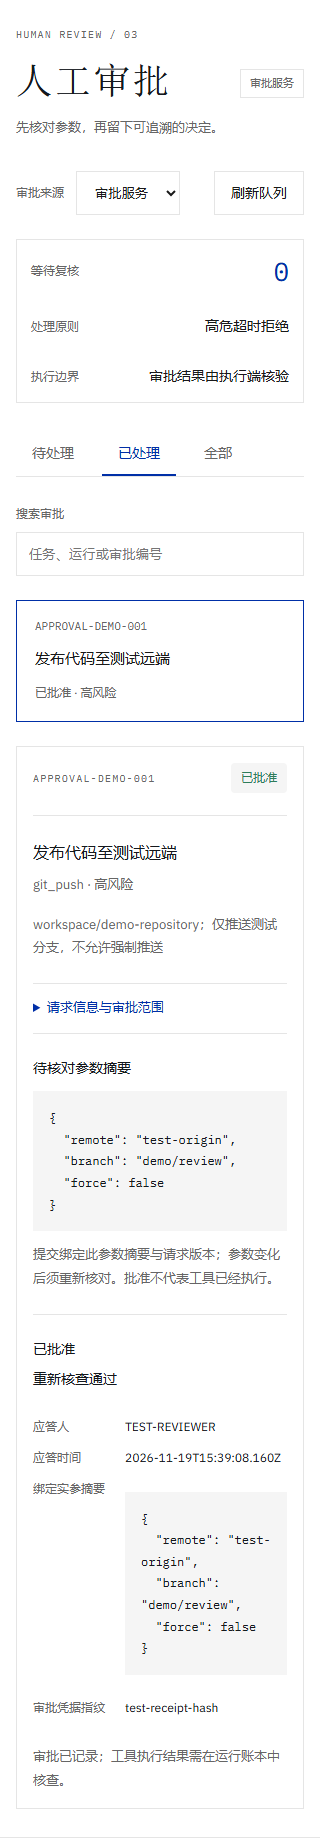 HUMAN REVIEW / 03
人工审批
审批服务
先核对参数，再留下可追溯的决定。
审批来源
审批服务
刷新队列
等待复核
0
处理原则
高危超时拒绝
执行边界
审批结果由执行端核验
待处理
已处理
全部
搜索审批
任务、运行或审批编号
APPROVAL-DEMO-001
发布代码至测试远端
已批准 · 高风险
APPROVAL-DEMO-001
已批准
发布代码至测试远端
git_push · 高风险
workspace/demo-repository；仅推送测试
分支，不允许强制推送
请求信息与审批范围
待核对参数摘要
{
"remote": "test-origin",
"branch": "demo/review",
"force": false
}
提交绑定此参数摘要与请求版本；参数变化
后须重新核对。批准不代表工具已经执行。
已批准
重新核查通过
应答人
TEST-REVIEWER
应答时间
2026-11-19T15:39:08.160Z
绑定实参摘要
{
"remote": "test-
origin",
"branch":
"demo/review",
"force": false
}
审批凭据指纹
test-receipt-hash
审批已记录；工具执行结果需在运行账本中
核查。